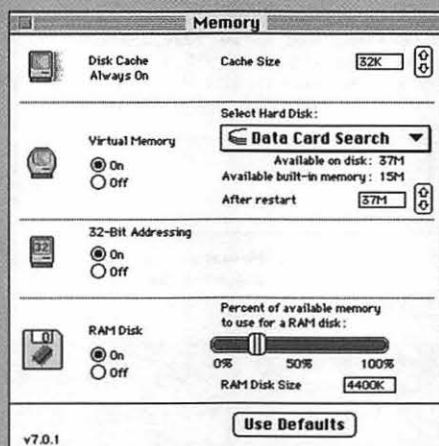 Memory
Disk Cache
Always On
Cache Size
32K
Select Hard Disk:
Virtual Memory
Data Card Search
On
Off
Available on disk: 37M
Available built-in memory: 15M
After restart
37M
32-Bit Addressing
32
On
Off
Percent of available memory
to use for a RAM disk:
RAM Disk
On
Off
0%
50%
100%
RAM Disk Size
4400K
Use Defaults
v7.0.1